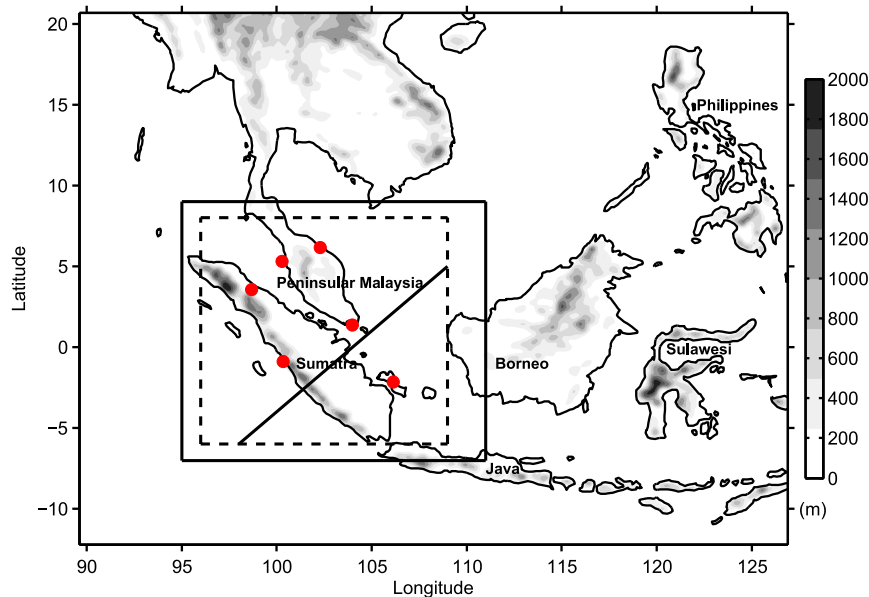 20
15
10
5
0
−5
−10
Latitude
90
95
100
105
110
115
120
125
Longitude
Philippines
Peninsular Malaysia
Sumatra
Borneo
Sulawesi
Java
2000
1800
1600
1400
1200
1000
800
600
400
200
0
(m)